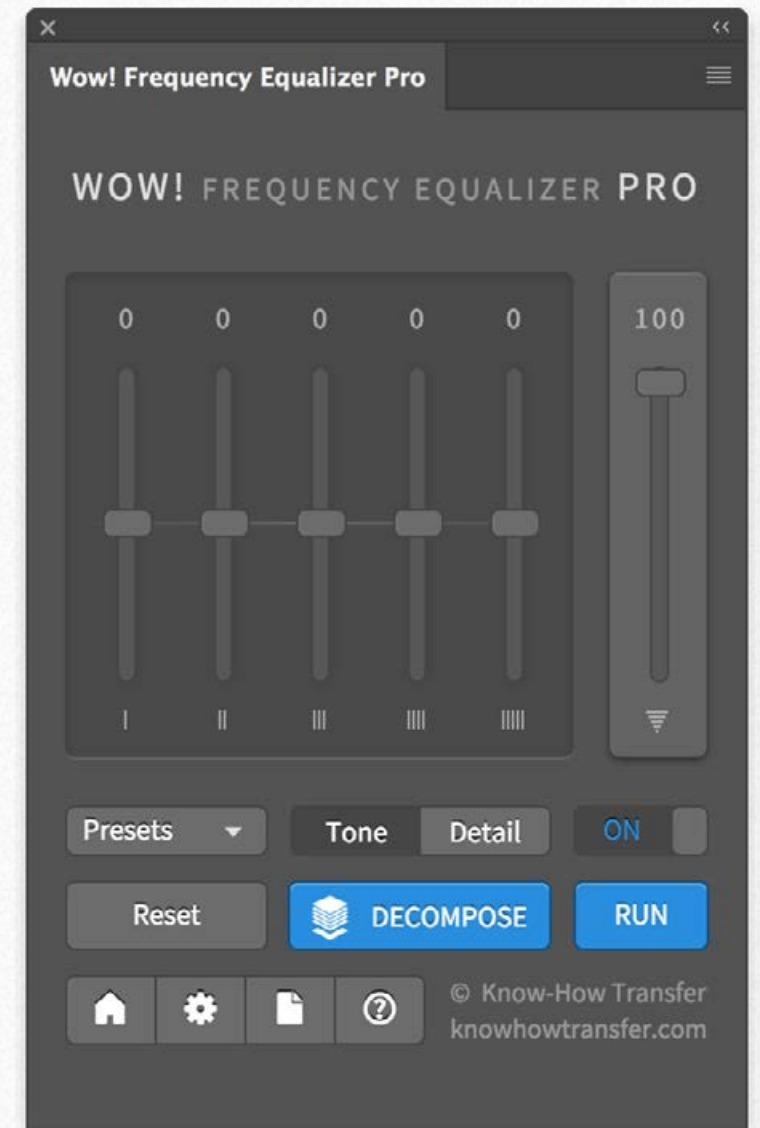 Wow! Frequency Equalizer Pro
WOW! FREQUENCY EQUALIZER PRO
0 0 0 0 0 100
I II III IIII IIIII
Presets Tone Detail ON
Reset DECOMPOSE RUN
© Know-How Transfer
knowhowtransfer.com